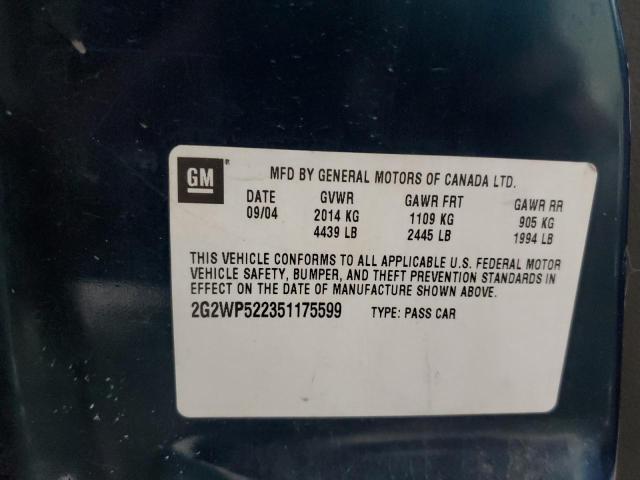 GM ®
MFD BY GENERAL MOTORS OF CANADA LTD.
DATE GVWR GAWR FRT GAWR RR
09/04 2014 KG 1109 KG 905 KG
4439 LB 2445 LB 1994 LB
THIS VEHICLE CONFORMS TO ALL APPLICABLE U.S. FEDERAL MOTOR
VEHICLE SAFETY, BUMPER, AND THEFT PREVENTION STANDARDS IN
EFFECT ON THE DATE OF MANUFACTURE SHOWN ABOVE.
2G2WP522351175599 TYPE: PASS CAR